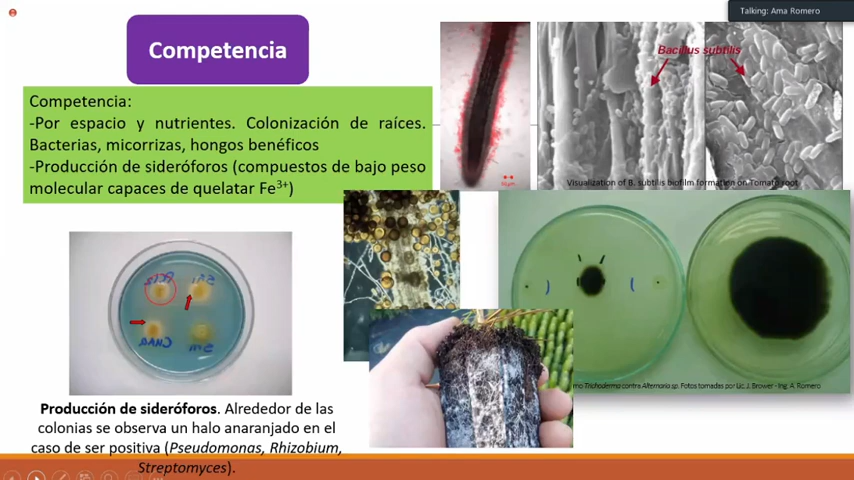 Talking: Ama Romero
Competencia
Competencia:
-Por espacio y nutrientes. Colonización de raíces.
Bacterias, micorrizas, hongos benéficos
-Producción de sideróforos (compuestos de bajo peso
molecular capaces de quelatar Fe³⁺)
Bacillus subtilis
Visualization of B. subtilis biofilm formation on Tomato root
mo Trichoderma contra Alternaria sp. Fotos tomadas por Lic. J. Brower - Ing. A. Romero
Producción de sideróforos. Alrededor de las
colonias se observa un halo anaranjado en el
caso de ser positiva (Pseudomonas, Rhizobium,
Streptomyces).